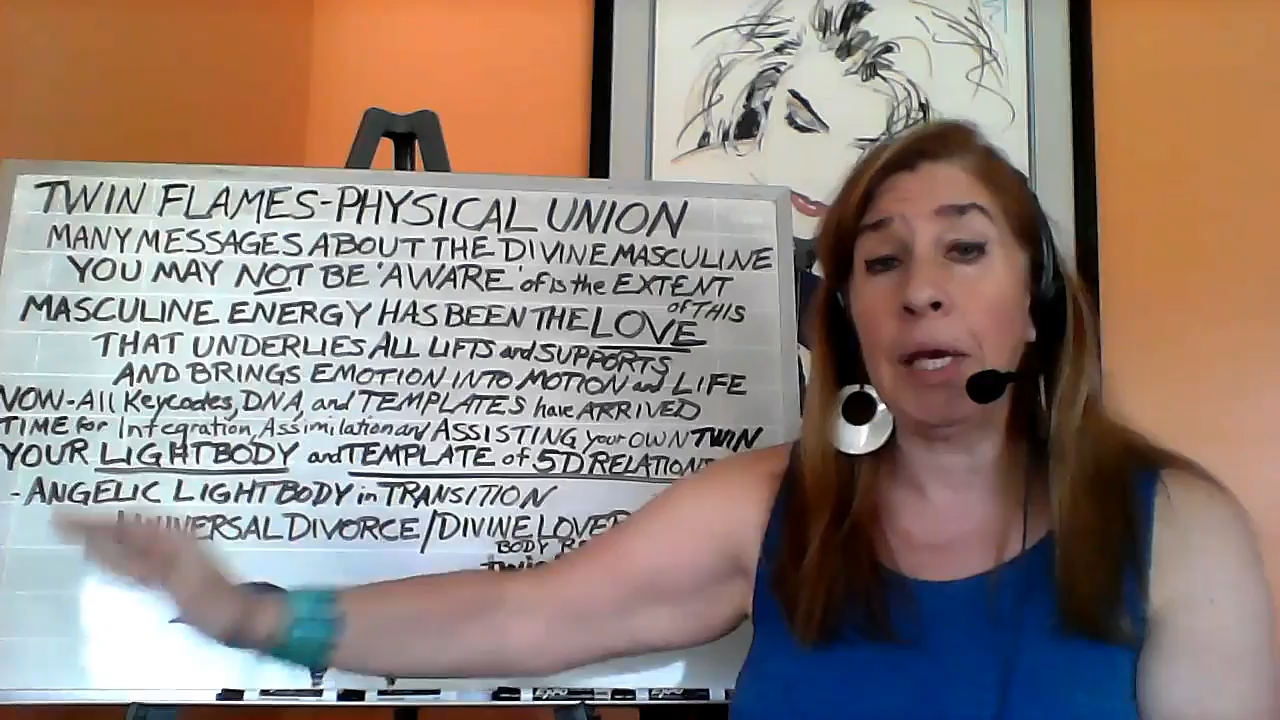 TWIN FLAMES-PHYSICAL UNION
MANY MESSAGES ABOUT THE DIVINE MASCULINE
YOU MAY NOT BE 'AWARE' of is the EXTENT
of THIS
MASCULINE ENERGY HAS BEEN THE LOVE
THAT UNDERLIES ALL LIFTS and SUPPORTS
AND BRINGS EMOTION INTO MOTION and LIFE
NOW-All Keycodes, DNA, and TEMPLATES have ARRIVED
TIME for Integration, Assimilation and ASSISTING your OWN TWIN
YOUR LIGHTBODY and TEMPLATE of 5D
-ANGELIC LIGHTBODY in TRANSITION
DIVORCE/DIVINE
BODY
EXPO